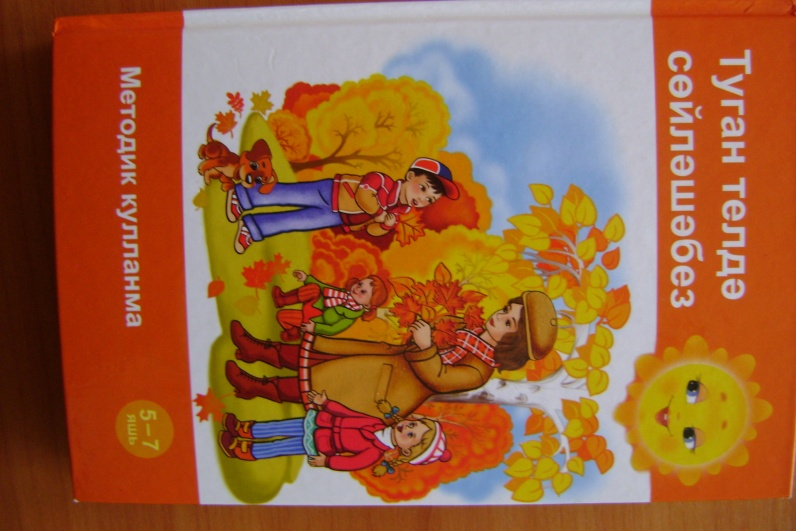 Туган телдә
сөйләшәбез
Методик кулланма
5–7
яшь